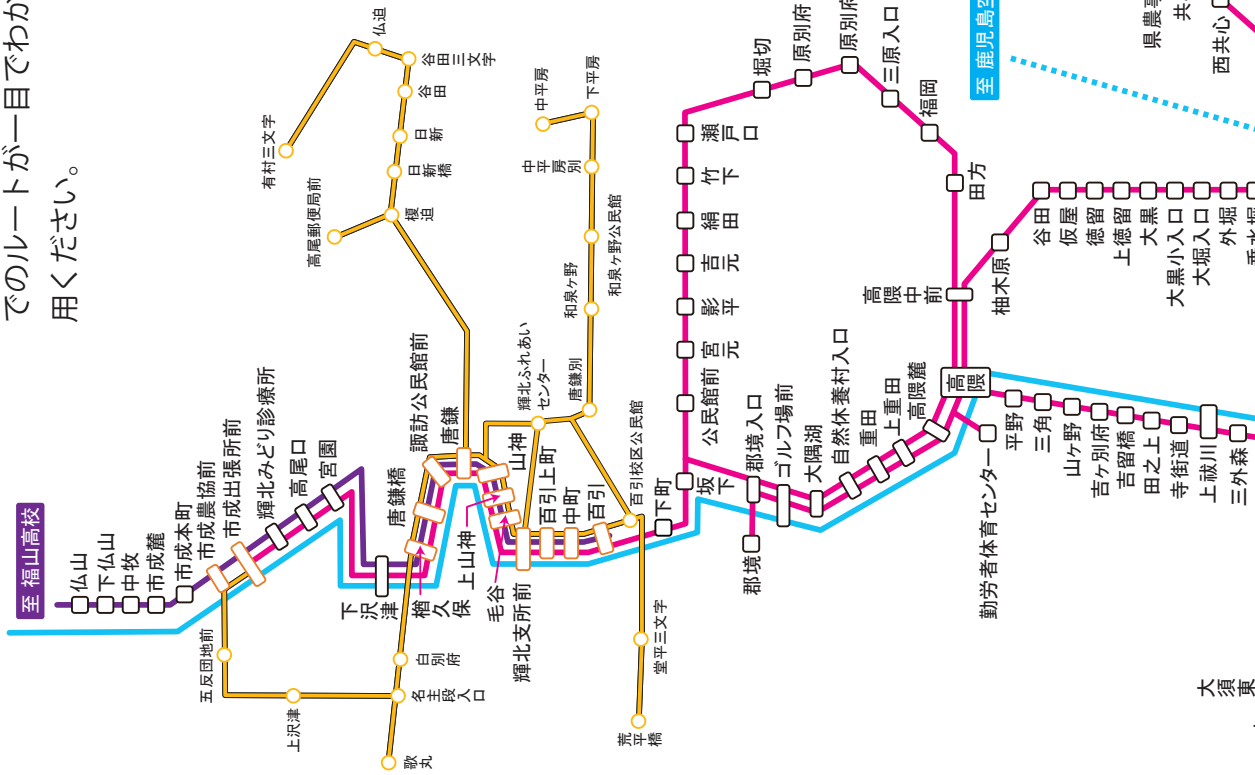 でのルートが一目でわか
用ください。
至 福山高校
仏山
下仏山
中牧
市成麓
市成本町
市成農協前
市成出張所前
輝北みどり診療所
高尾口
宮園
下沢津
楢久保
唐鎌橋
諏訪公民館前
唐鎌
山神
上山神
毛谷
輝北支所前
百引上町
中町
百引
下町
坂下
五反団地前
上沢津
名主段入口
白別府
歌丸
有村三文字
仏迫
谷田三文字
谷田
日新
日新橋
榎迫
高尾郵便局前
輝北ふれあい
センター
唐鎌別
和泉ヶ野
和泉ヶ野公民館
中平房別
中平房
下平房
百引校区公民館
堂平三文字
荒平橋
公民館前
宮元
影平
吉元
絹田
竹下
瀬戸口
堀切
原別府
原別府
三原入口
福岡
田方
高隈中前
郡境入口
郡境
ゴルフ場前
大隅湖
自然休養村入口
重田
上重田
高隈麓
高隈
勤労者体育センター
平野
三角
山ヶ野
吉ヶ別府
吉留橋
田之上
寺街道
上祓川
三外森
柚木原
谷田
仮屋
徳留
上徳留
大黒
大黒小入口
大堀入口
外堀
至 鹿児島空
県農事
共
西共心
大
須
東